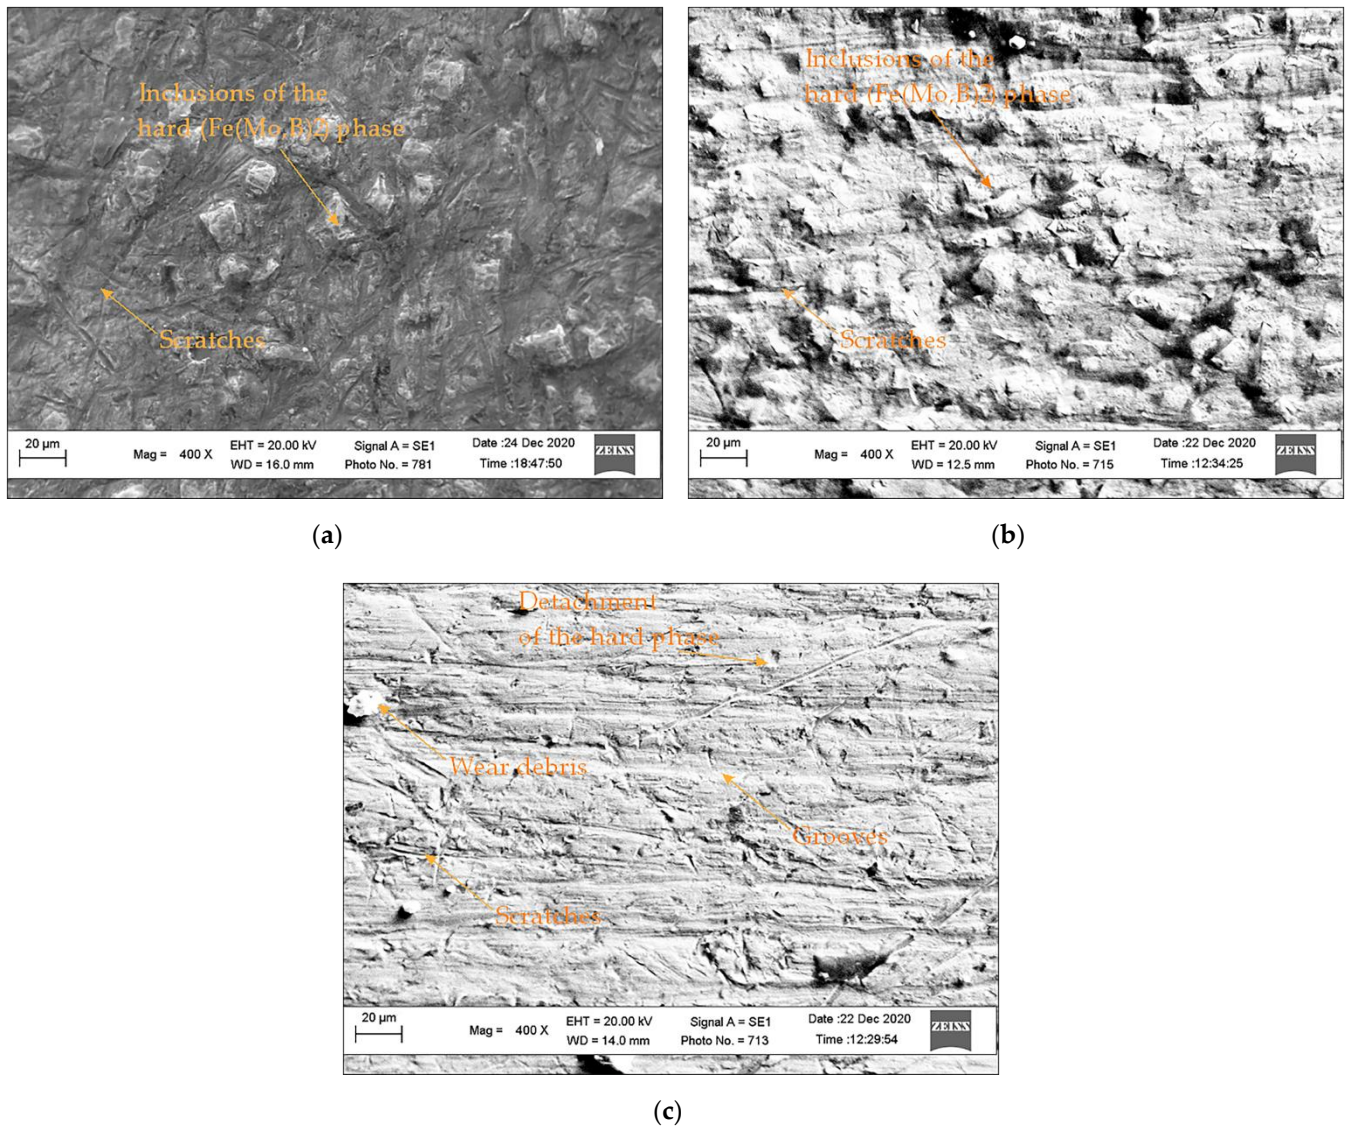 Inclusions of the
hard (Fe(Mo,B)2) phase
Scratches
20 µm
Mag = 400 X
EHT = 20.00 kV
WD = 16.0 mm
Signal A = SE1
Photo No. = 781
Date :24 Dec 2020
Time :18:47:50
ZEISS
(a)
Inclusions of the
hard (Fe(Mo,B)2) phase
Scratches
20 µm
Mag = 400 X
EHT = 20.00 kV
WD = 12.5 mm
Signal A = SE1
Photo No. = 715
Date :22 Dec 2020
Time :12:34:25
ZEISS
(b)
Detachment
of the hard phase
Wear debris
Grooves
Scratches
20 µm
Mag = 400 X
EHT = 20.00 kV
WD = 14.0 mm
Signal A = SE1
Photo No. = 713
Date :22 Dec 2020
Time :12:29:54
ZEISS
(c)